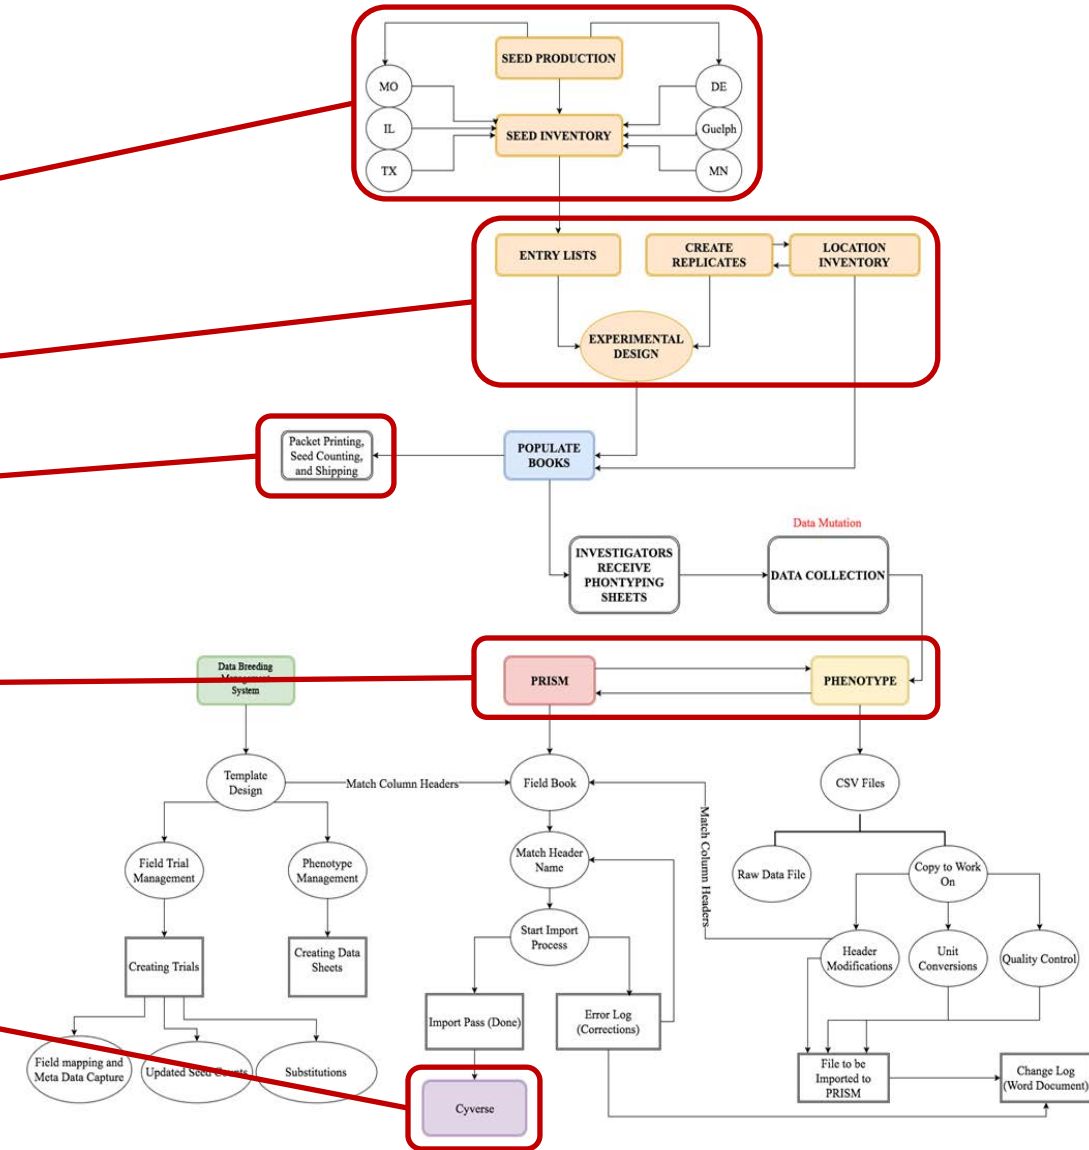 SEED PRODUCTION
MO
DE
IL
SEED INVENTORY
Guelph
TX
MN
ENTRY LISTS
CREATE
REPLICATES
LOCATION
INVENTORY
EXPERIMENTAL
DESIGN
Packet Printing,
Seed Counting,
and Shipping
POPULATE
BOOKS
Data Mutation
INVESTIGATORS
RECEIVE
PHONTYPING
SHEETS
DATA COLLECTION
Data Breeding
Management
System
PRISM
PHENOTYPE
Template
Design
Match Column Headers
Field Book
CSV Files
Match Column Headers
Field Trial
Management
Phenotype
Management
Match Header
Name
Raw Data File
Copy to Work
On
Start Import
Process
Creating Trials
Creating Data
Sheets
Header
Modifications
Unit
Conversions
Quality Control
Import Pass (Done)
Error Log
(Corrections)
Field mapping and
Meta Data Capture
Updated Seed Counts
Substitutions
File to be
Imported to
PRISM
Change Log
(Word Document)
Cyverse